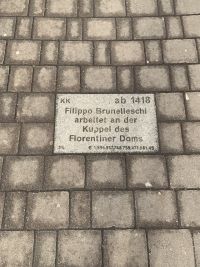 KK ab 1418
Filippo Brunelleschi
arbeitet an der
Kuppel des
Florentiner Doms
€